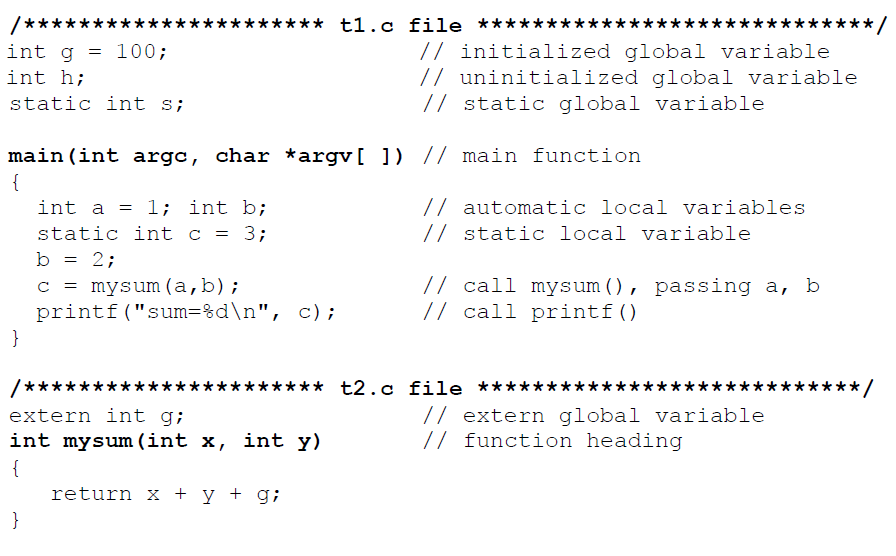 /********************** t1.c file *****************************/
int g = 100;                  // initialized global variable
int h;                        // uninitialized global variable
static int s;                 // static global variable
main(int argc, char *argv[ ]) // main function
{
  int a = 1; int b;           // automatic local variables
  static int c = 3;           // static local variable
  b = 2;
  c = mysum(a,b);             // call mysum(), passing a, b
  printf("sum=%d\n", c);      // call printf()
}
/********************** t2.c file ****************************/
extern int g;                 // extern global variable
int mysum(int x, int y)       // function heading
{
   return x + y + g;
}